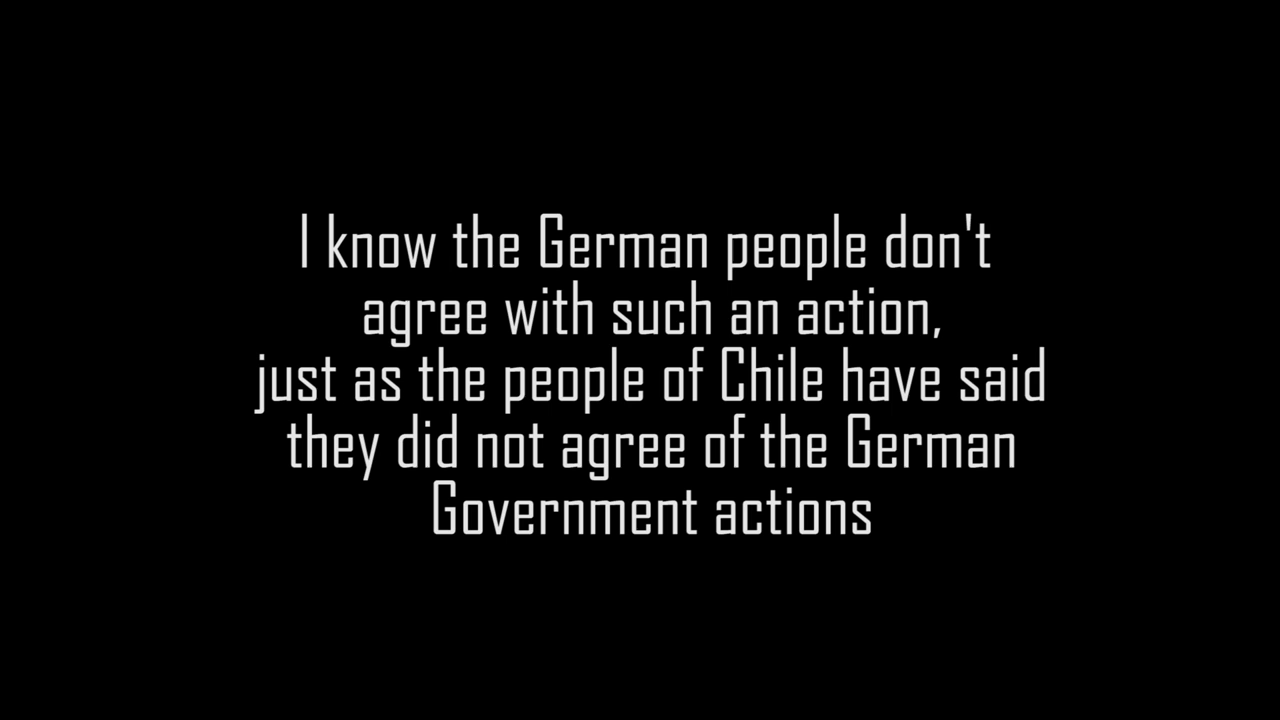 I know the German people don't
agree with such an action,
just as the people of Chile have said
they did not agree of the German
Government actions